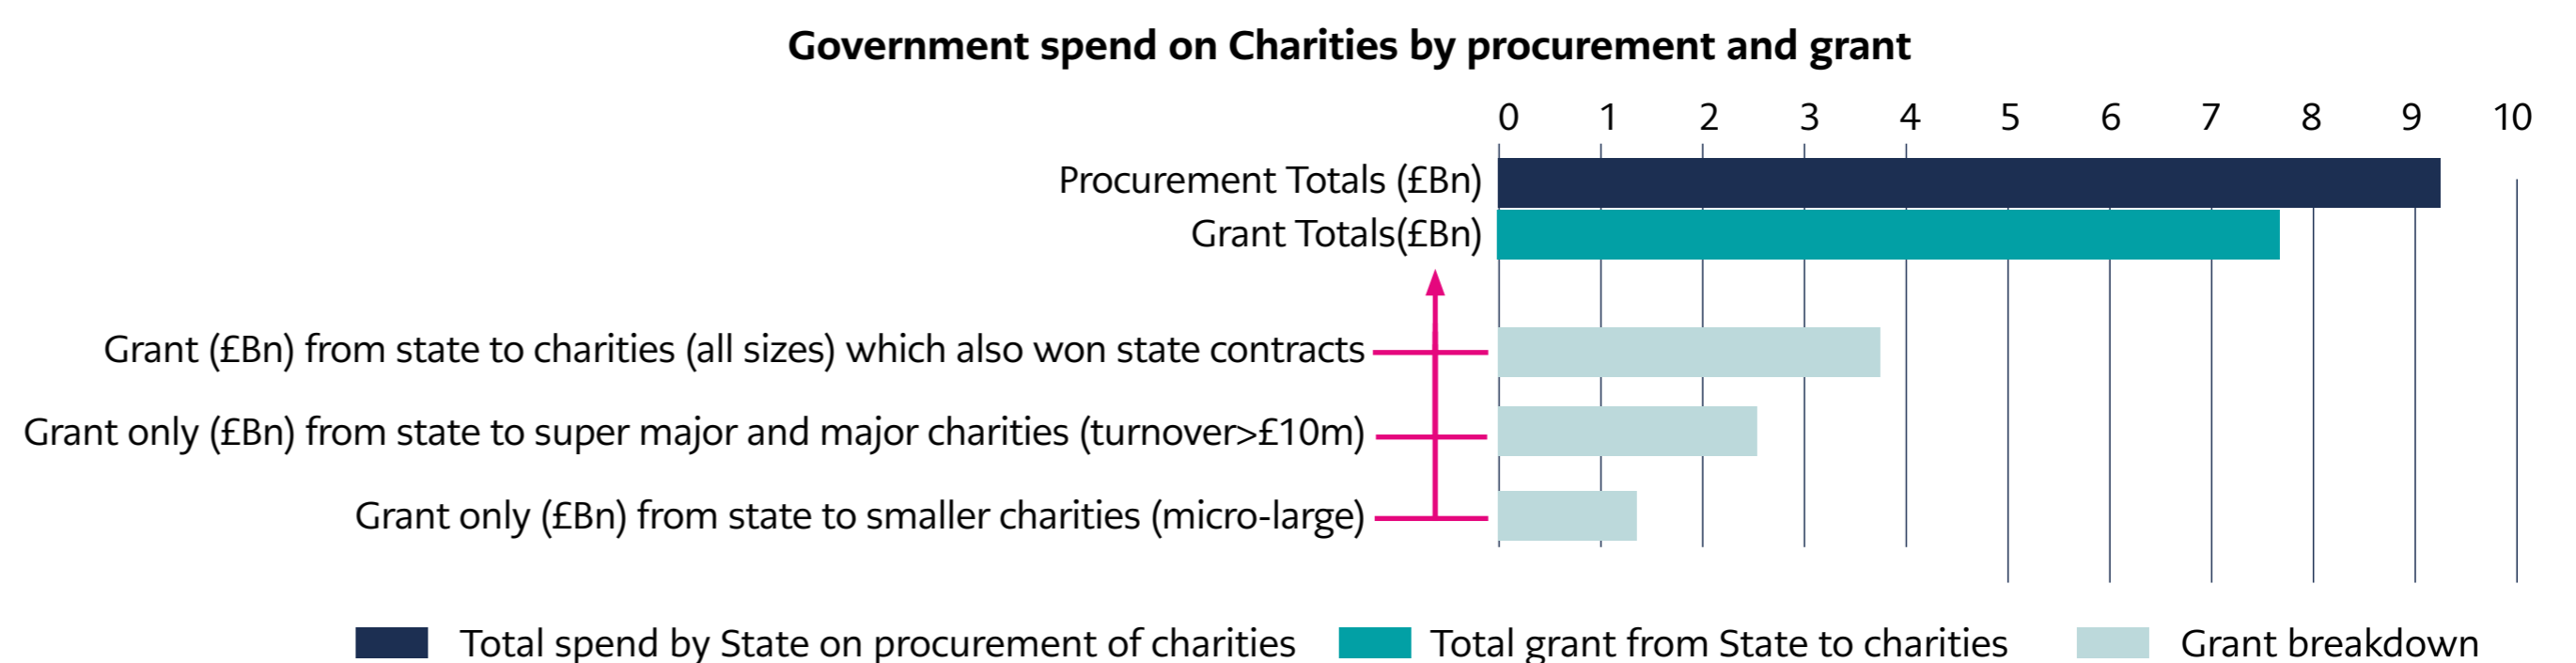 Government spend on Charities by procurement and grant
0 1 2 3 4 5 6 7 8 9 10
Procurement Totals (£Bn)
Grant Totals(£Bn)
Grant (£Bn) from state to charities (all sizes) which also won state contracts
Grant only (£Bn) from state to super major and major charities (turnover>£10m)
Grant only (£Bn) from state to smaller charities (micro-large)
Total spend by State on procurement of charities Total grant from State to charities Grant breakdown